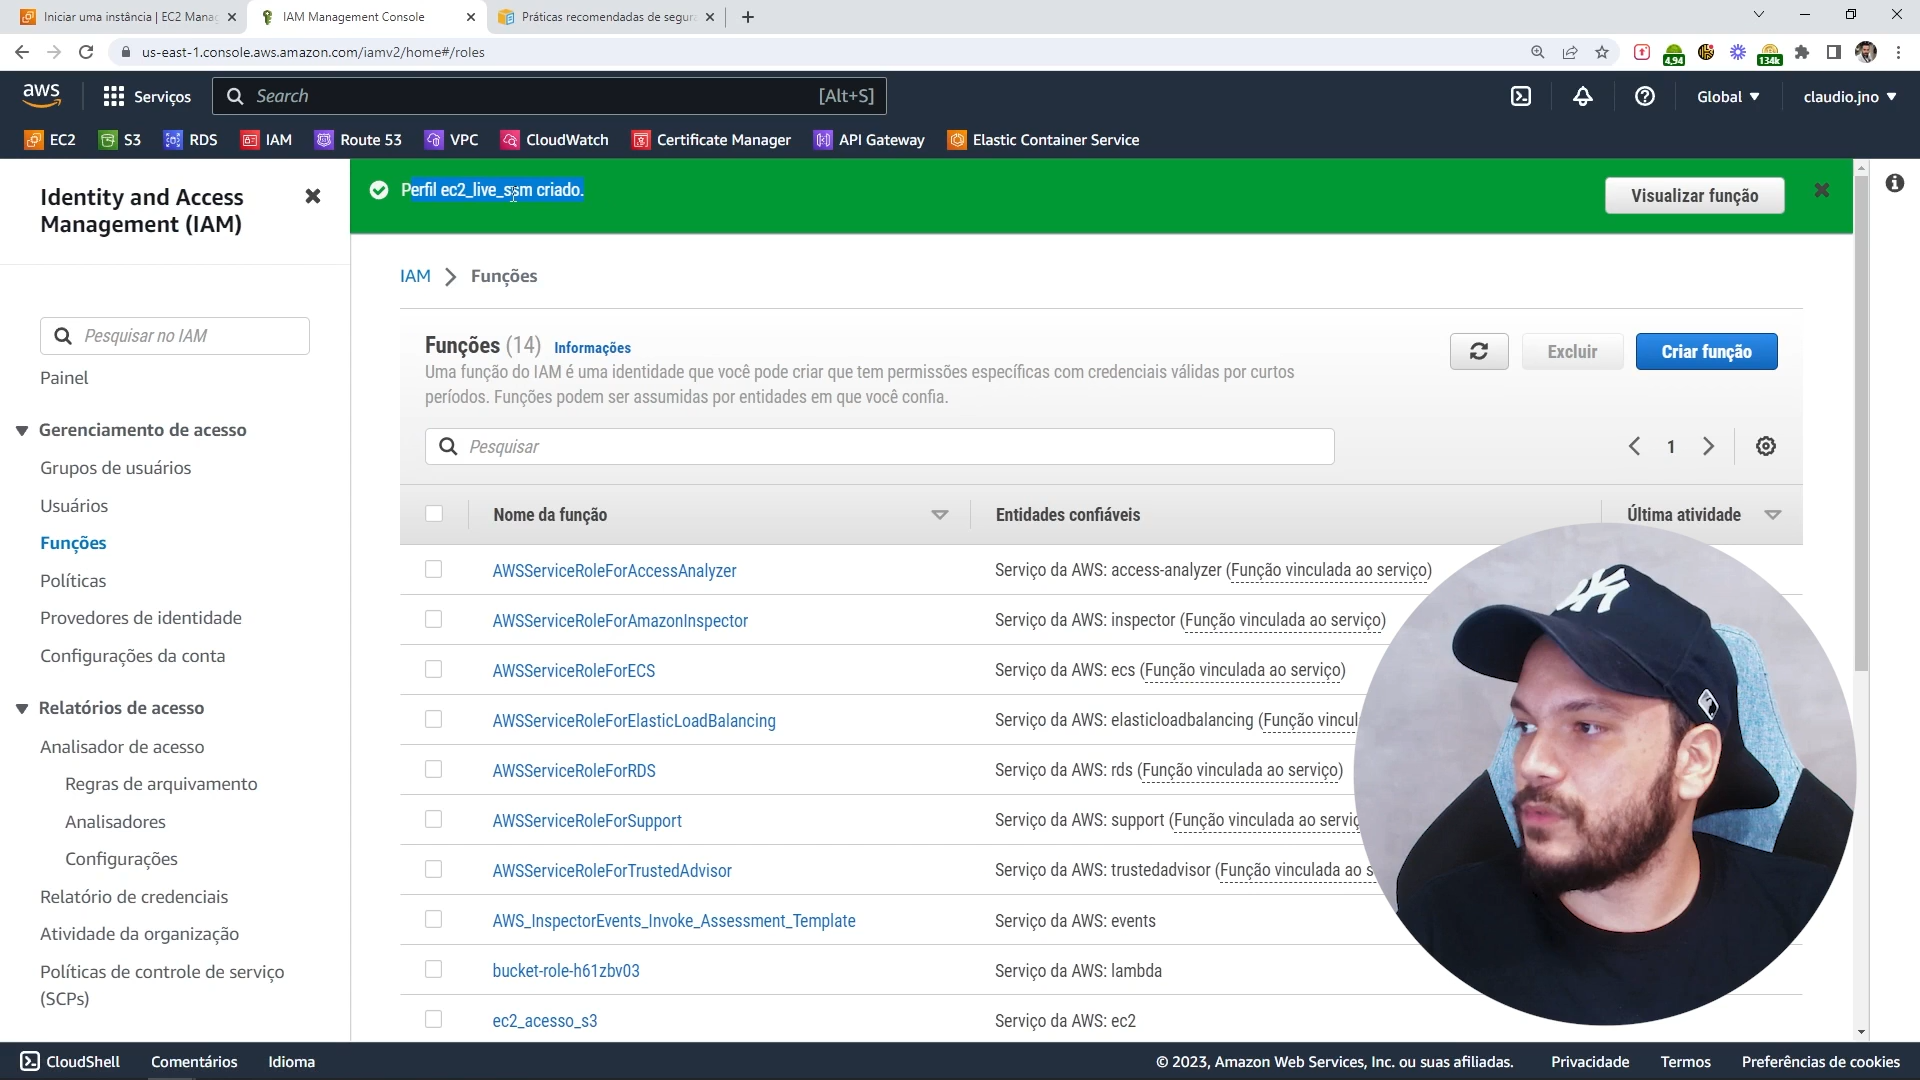 Iniciar uma instância | EC2 Manag
IAM Management Console
Práticas recomendadas de segura
us-east-1.console.aws.amazon.com/iamv2/home#/roles
4,94
134k
aws
Serviços
Search
[Alt+S]
Global
claudio.jno
EC2
S3
RDS
IAM
Route 53
VPC
CloudWatch
Certificate Manager
API Gateway
Elastic Container Service
Identity and Access
Management (IAM)
Pesquisar no IAM
Painel
Gerenciamento de acesso
Grupos de usuários
Usuários
Funções
Políticas
Provedores de identidade
Configurações da conta
Relatórios de acesso
Analisador de acesso
Regras de arquivamento
Analisadores
Configurações
Relatório de credenciais
Atividade da organização
Políticas de controle de serviço
(SCPs)
Perfil ec2_live_ssm criado.
Visualizar função
IAM
Funções
Funções (14) Informações
Uma função do IAM é uma identidade que você pode criar que tem permissões específicas com credenciais válidas por curtos
períodos. Funções podem ser assumidas por entidades em que você confia.
Excluir
Criar função
Pesquisar
1
Nome da função
Entidades confiáveis
Última atividade
AWSServiceRoleForAccessAnalyzer
Serviço da AWS: access-analyzer (Função vinculada ao serviço)
AWSServiceRoleForAmazonInspector
Serviço da AWS: inspector (Função vinculada ao serviço)
AWSServiceRoleForECS
Serviço da AWS: ecs (Função vinculada ao serviço)
AWSServiceRoleForElasticLoadBalancing
Serviço da AWS: elasticloadbalancing (Função vincul
AWSServiceRoleForRDS
Serviço da AWS: rds (Função vinculada ao serviço)
AWSServiceRoleForSupport
Serviço da AWS: support (Função vinculada ao serviç
AWSServiceRoleForTrustedAdvisor
Serviço da AWS: trustedadvisor (Função vinculada ao s
AWS_InspectorEvents_Invoke_Assessment_Template
Serviço da AWS: events
bucket-role-h61zbv03
Serviço da AWS: lambda
ec2_acesso_s3
Serviço da AWS: ec2
CloudShell
Comentários
Idioma
© 2023, Amazon Web Services, Inc. ou suas afiliadas.
Privacidade
Termos
Preferências de cookies